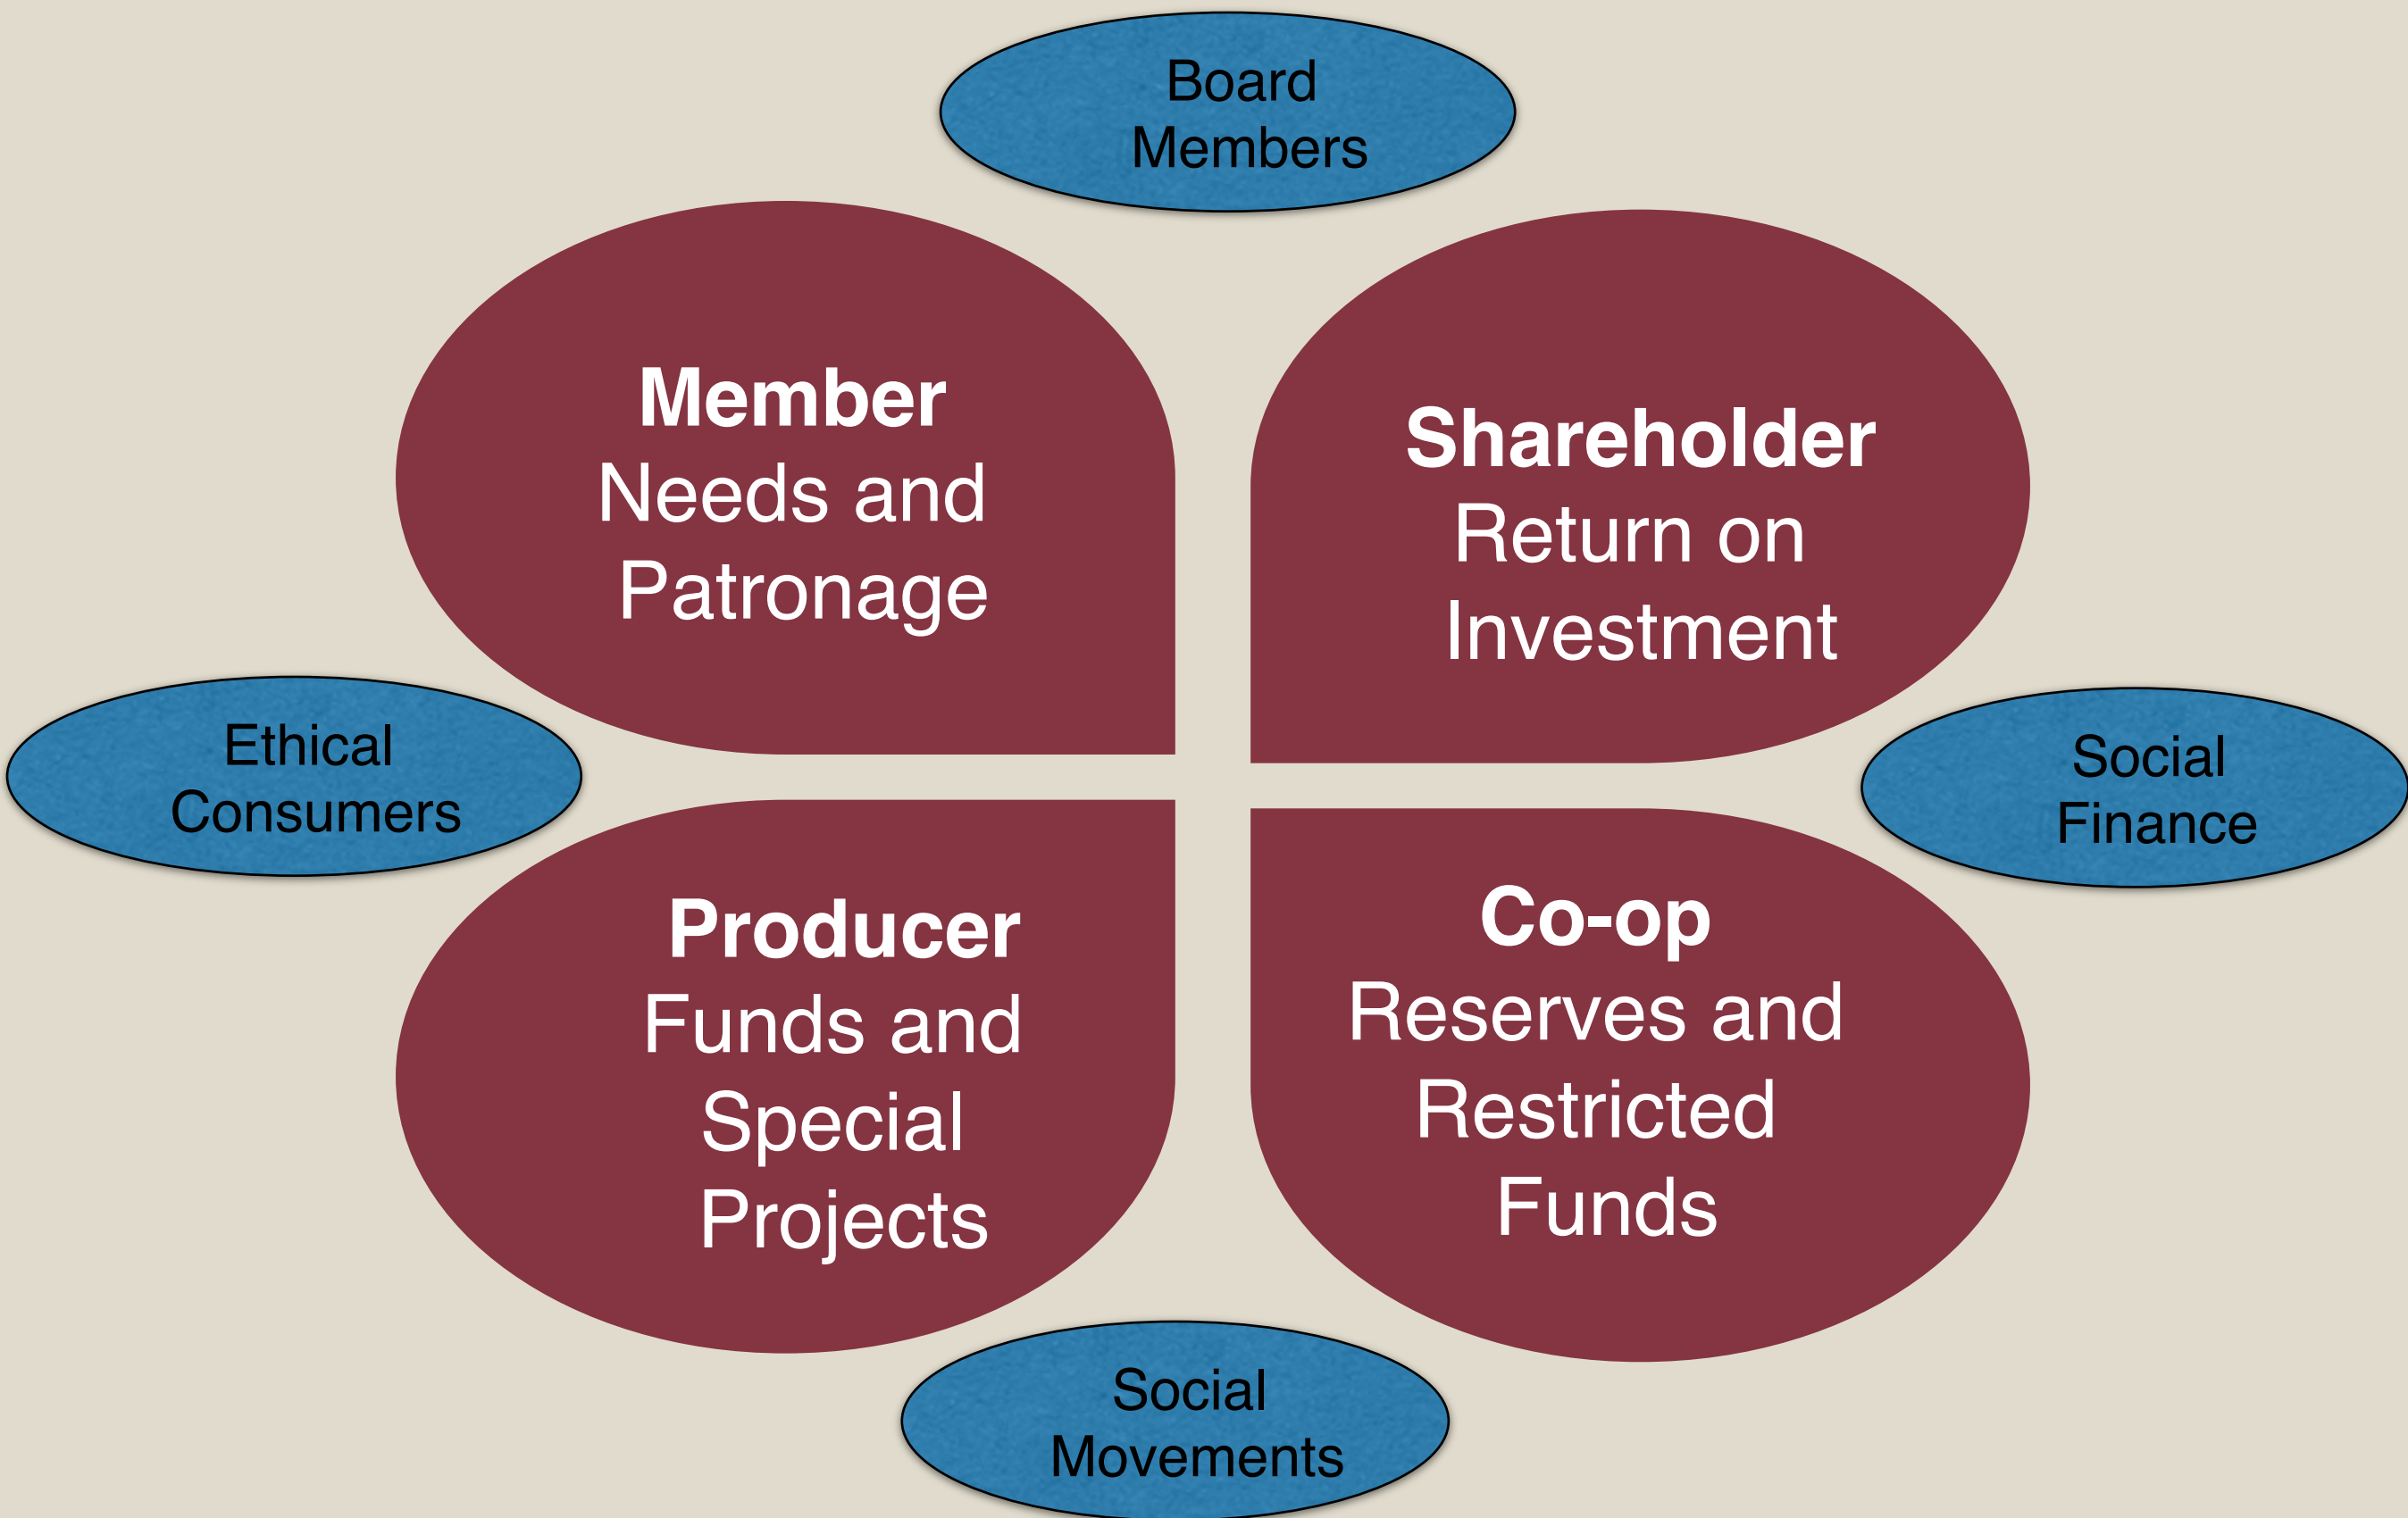 Board
Members
Member
Needs and
Patronage
Shareholder
Return on
Investment
Ethical
Consumers
Social
Finance
Producer
Funds and
Special
Projects
Co-op
Reserves and
Restricted
Funds
Social
Movements